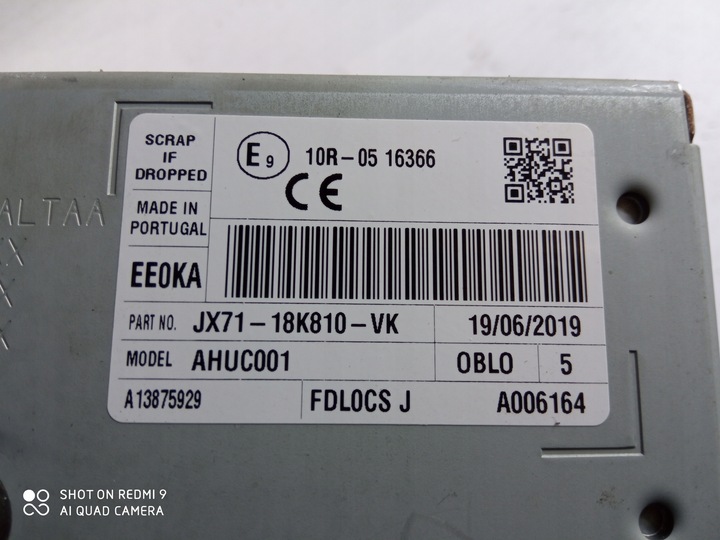 SCRAP
IF
DROPPED
E9 10R-05 16366
CE
MADE IN
PORTUGAL
ALTAA
EE0KA
PART NO. JX71-18K810-VK 19/06/2019
MODEL AHUC001 OBLO 5
A13875929 FDL0CS J A006164
SHOT ON REDMI 9
AI QUAD CAMERA